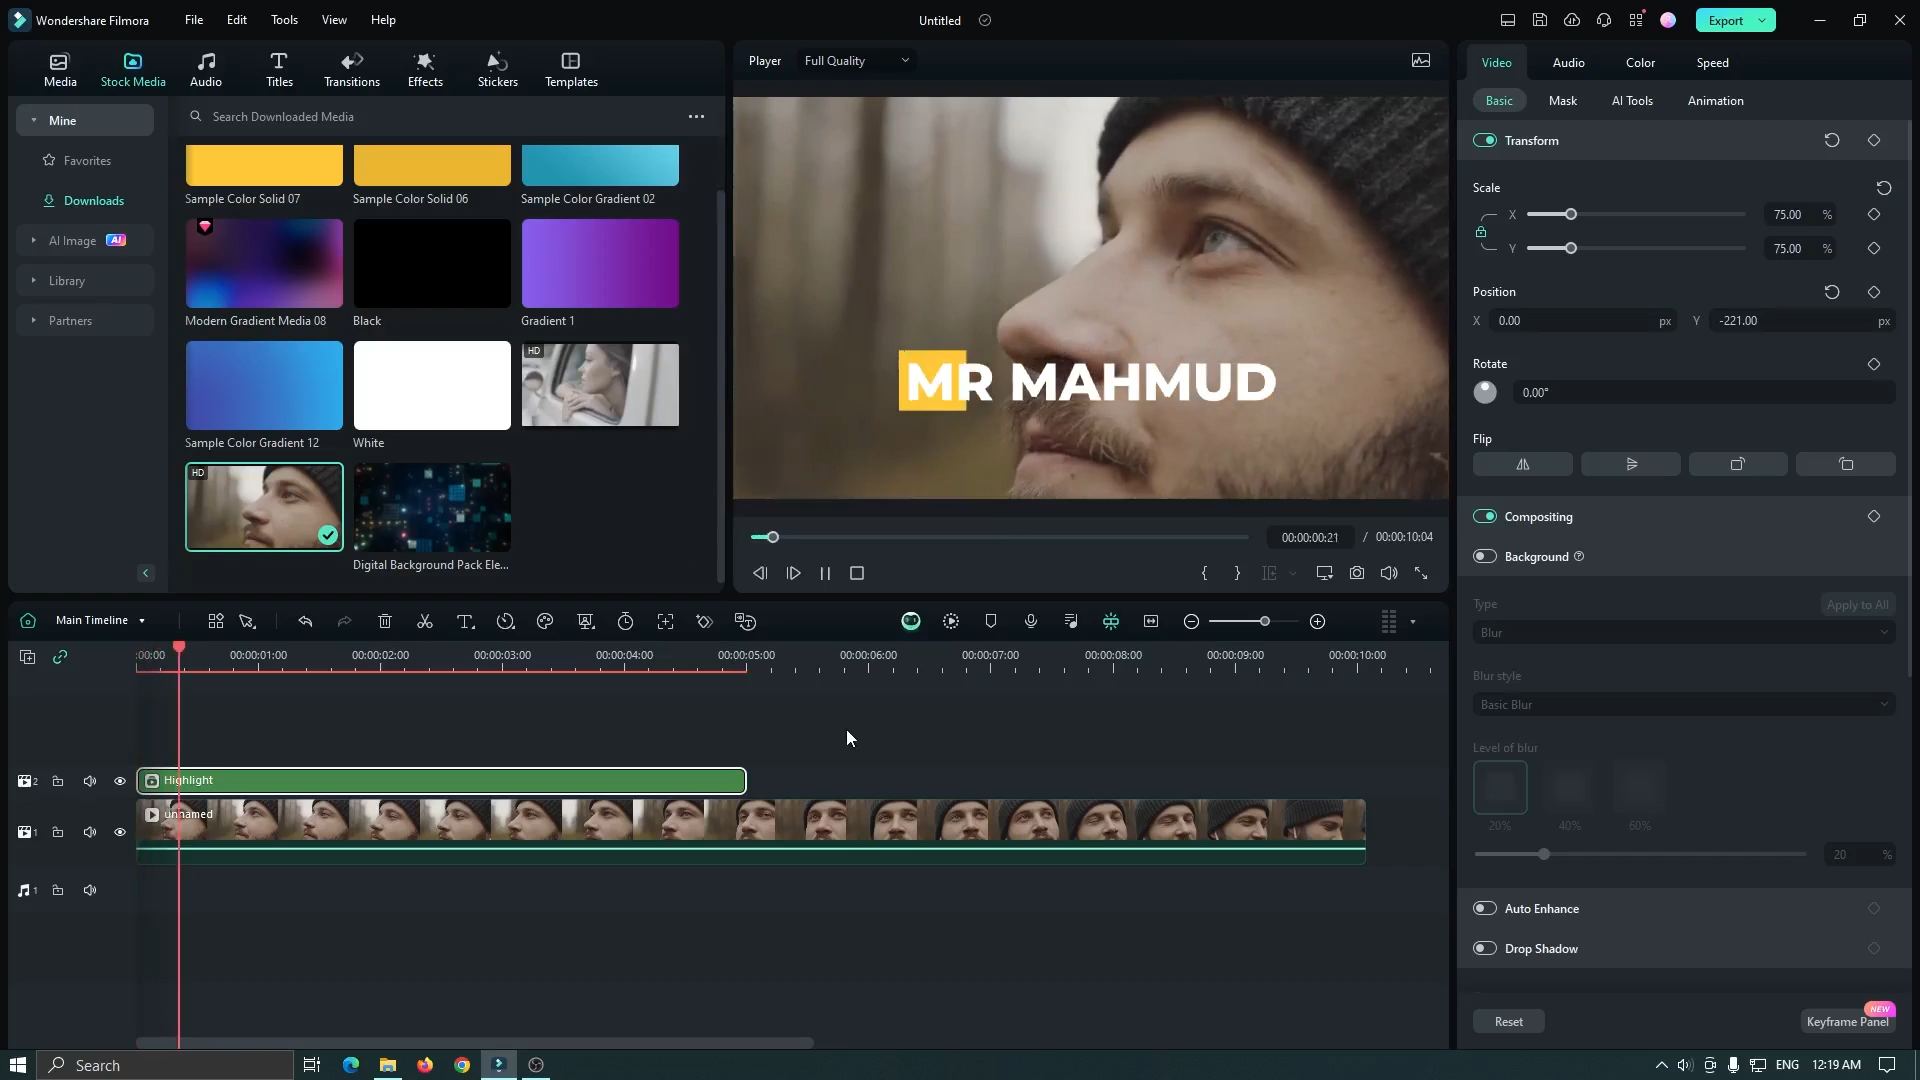 Wondershare Filmora
File Edit Tools View Help
Untitled
Export
Media Stock Media Audio Titles Transitions Effects Stickers Templates
Mine
Favorites
Downloads
AI Image AI
Library
Partners
Search Downloaded Media
Sample Color Solid 07 Sample Color Solid 06 Sample Color Gradient 02
Modern Gradient Media 08 Black Gradient 1
HD
Sample Color Gradient 12 White
HD
Digital Background Pack Ele...
Player Full Quality
MR MAHMUD
00:00:00:21 / 00:00:10:04
Video Audio Color Speed
Basic Mask AI Tools Animation
Transform
Scale
X 75.00 %
Y 75.00 %
Position
X 0.00 px Y -221.00 px
Rotate
0.00°
Flip
Compositing
Background
Type Apply to All
Blur
Blur style
Basic Blur
Level of blur
20% 40% 60%
20 %
Auto Enhance
Drop Shadow
Reset NEW Keyframe Panel
Main Timeline
:00:00 00:00:01:00 00:00:02:00 00:00:03:00 00:00:04:00 00:00:05:00 00:00:06:00 00:00:07:00 00:00:08:00 00:00:09:00 00:00:10:00
2 Highlight
1 unnamed
1
Search
ENG 12:19 AM